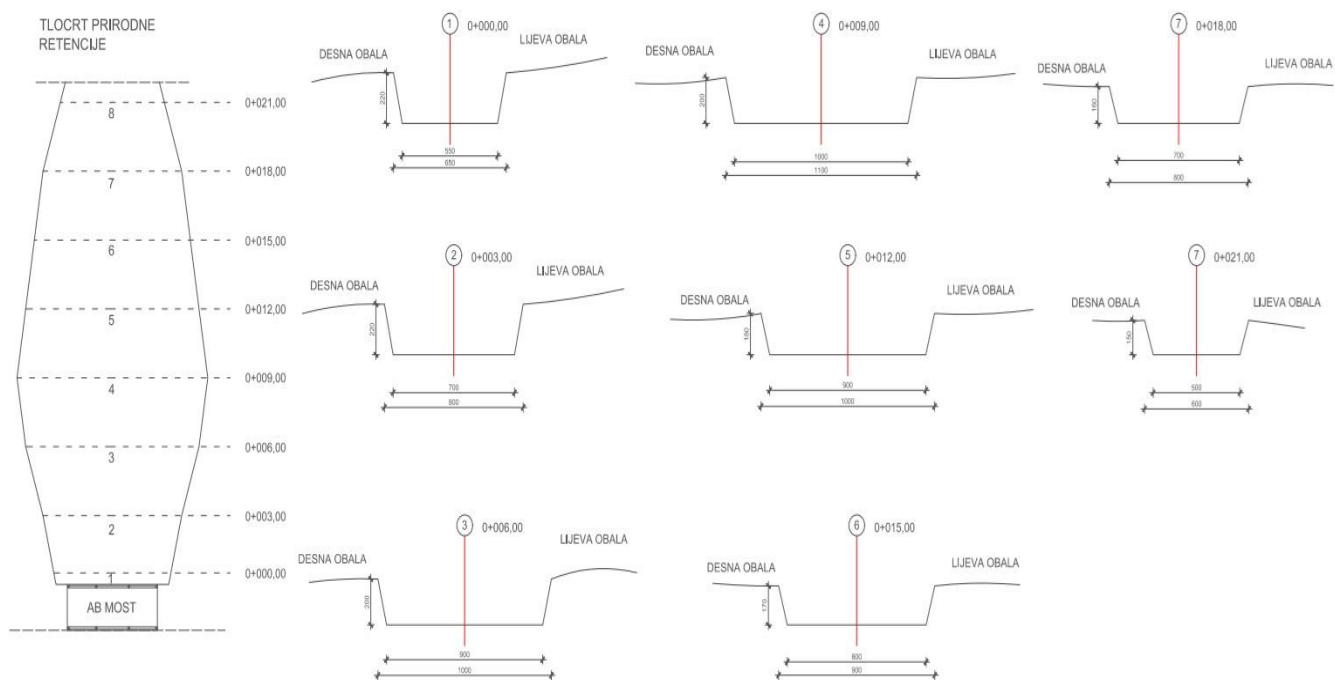 TLOCRT PRIRODNE
RETENCIJE
8
0+021,00
7
0+018,00
6
0+015,00
5
0+012,00
4
0+009,00
3
0+006,00
2
0+003,00
1
0+000,00
AB MOST
1
0+000,00
DESNA OBALA
LIJEVA OBALA
220
550
650
4
0+009,00
DESNA OBALA
LIJEVA OBALA
200
1000
1100
7
0+018,00
DESNA OBALA
LIJEVA OBALA
160
700
800
2
0+003,00
DESNA OBALA
LIJEVA OBALA
220
700
800
5
0+012,00
DESNA OBALA
LIJEVA OBALA
180
900
1000
7
0+021,00
DESNA OBALA
LIJEVA OBALA
150
500
600
3
0+006,00
DESNA OBALA
LIJEVA OBALA
200
900
1000
6
0+015,00
DESNA OBALA
LIJEVA OBALA
170
800
900